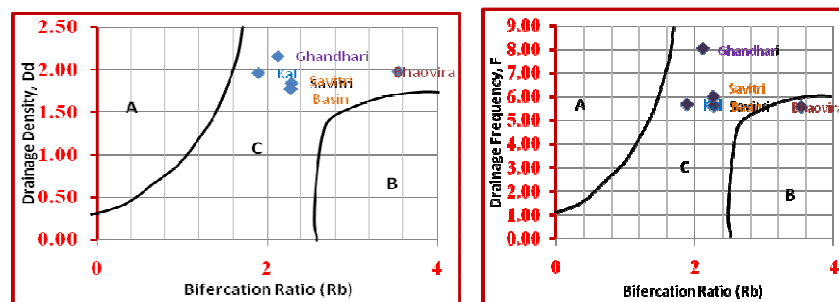 2.50
2.00
1.50
1.00
0.50
0.00
Drainage Density, Dd
Ghandhari
Kal
Savitri
Savitri
Basin
Bhaovira
A
C
B
0
2
4
Bifercation Ratio (Rb)
9.00
8.00
7.00
6.00
5.00
4.00
3.00
2.00
1.00
0.00
Drainage Frequency, F
Ghandhari
Savitri
Kal
Basin
Savitri
Bhaovira
A
C
B
0
2
4
Bifercation Ratio (Rb)